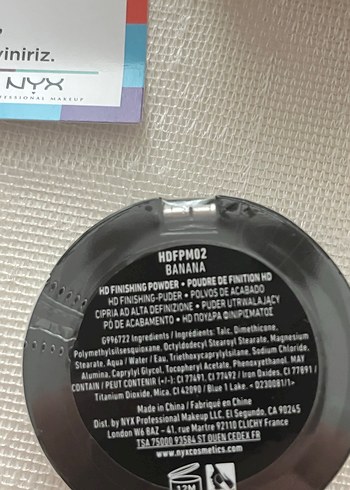 viniriz.
NYX
PROFESSIONAL MAKEUP
HDFPM02
BANANA
HD FINISHING POWDER • POUDRE DE FINITION HD
HD FINISHING-PUDER • POLVOS DE ACABADO
CIPRIA AD ALTA DEFINIZIONE • PUDER UTRWALAJĄCY
PÓ DE ACABAMENTO • HD ΠΟΥΔΡΑ ΦΙΝΙΡΙΣΜΑΤΟΣ
G996722 Ingredients / Ingrédients: Talc, Dimethicone,
Polymethylsilsesquioxane, Octyldodecyl Stearoyl Stearate, Magnesium
Stearate, Aqua / Water / Eau, Triethoxycaprylylsilane, Sodium Chloride,
Alumina, Caprylyl Glycol, Tocopheryl Acetate, Phenoxyethanol. MAY
CONTAIN / PEUT CONTENIR (+/-): CI 77491, CI 77492 / Iron Oxides, CI 77891 /
Titanium Dioxide, Mica, CI 42090 / Blue 1 Lake. • D230081/1•
Made in China / Fabriqué en Chine
Dist. by NYX Professional Makeup LLC. El Segundo, CA 90245
London W6 8AZ - 41, rue Martre 92110 CLICHY France
TSA 75000 93584 ST OUEN CEDEX FR
www.nyxcosmetics.com
12M